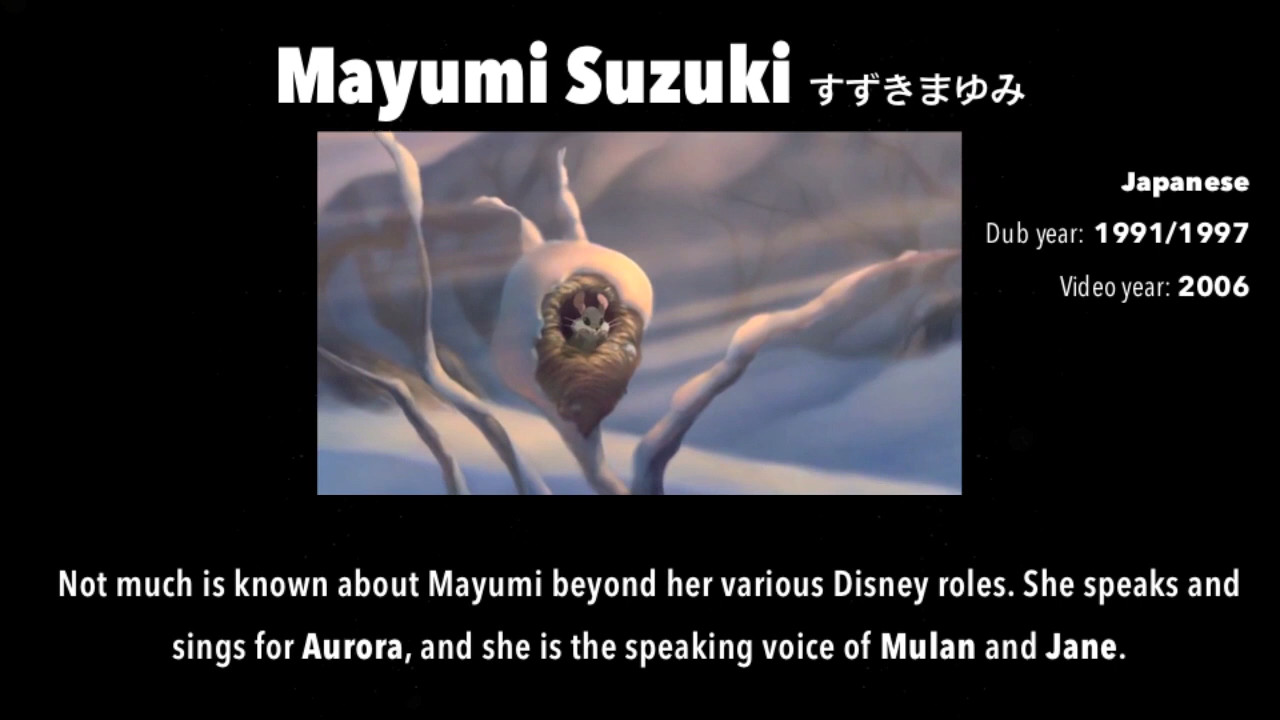 Mayumi Suzuki すずきまゆみ
Japanese
Dub year: 1991/1997
Video year: 2006
Not much is known about Mayumi beyond her various Disney roles. She speaks and
sings for Aurora, and she is the speaking voice of Mulan and Jane.